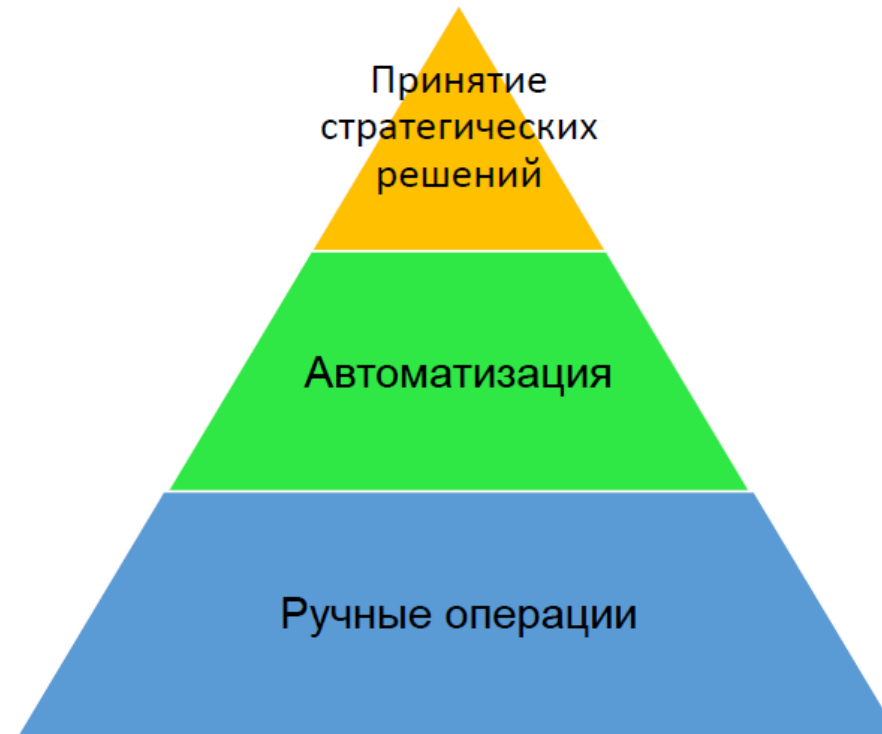 Принятие
стратегических
решений
Автоматизация
Ручные операции